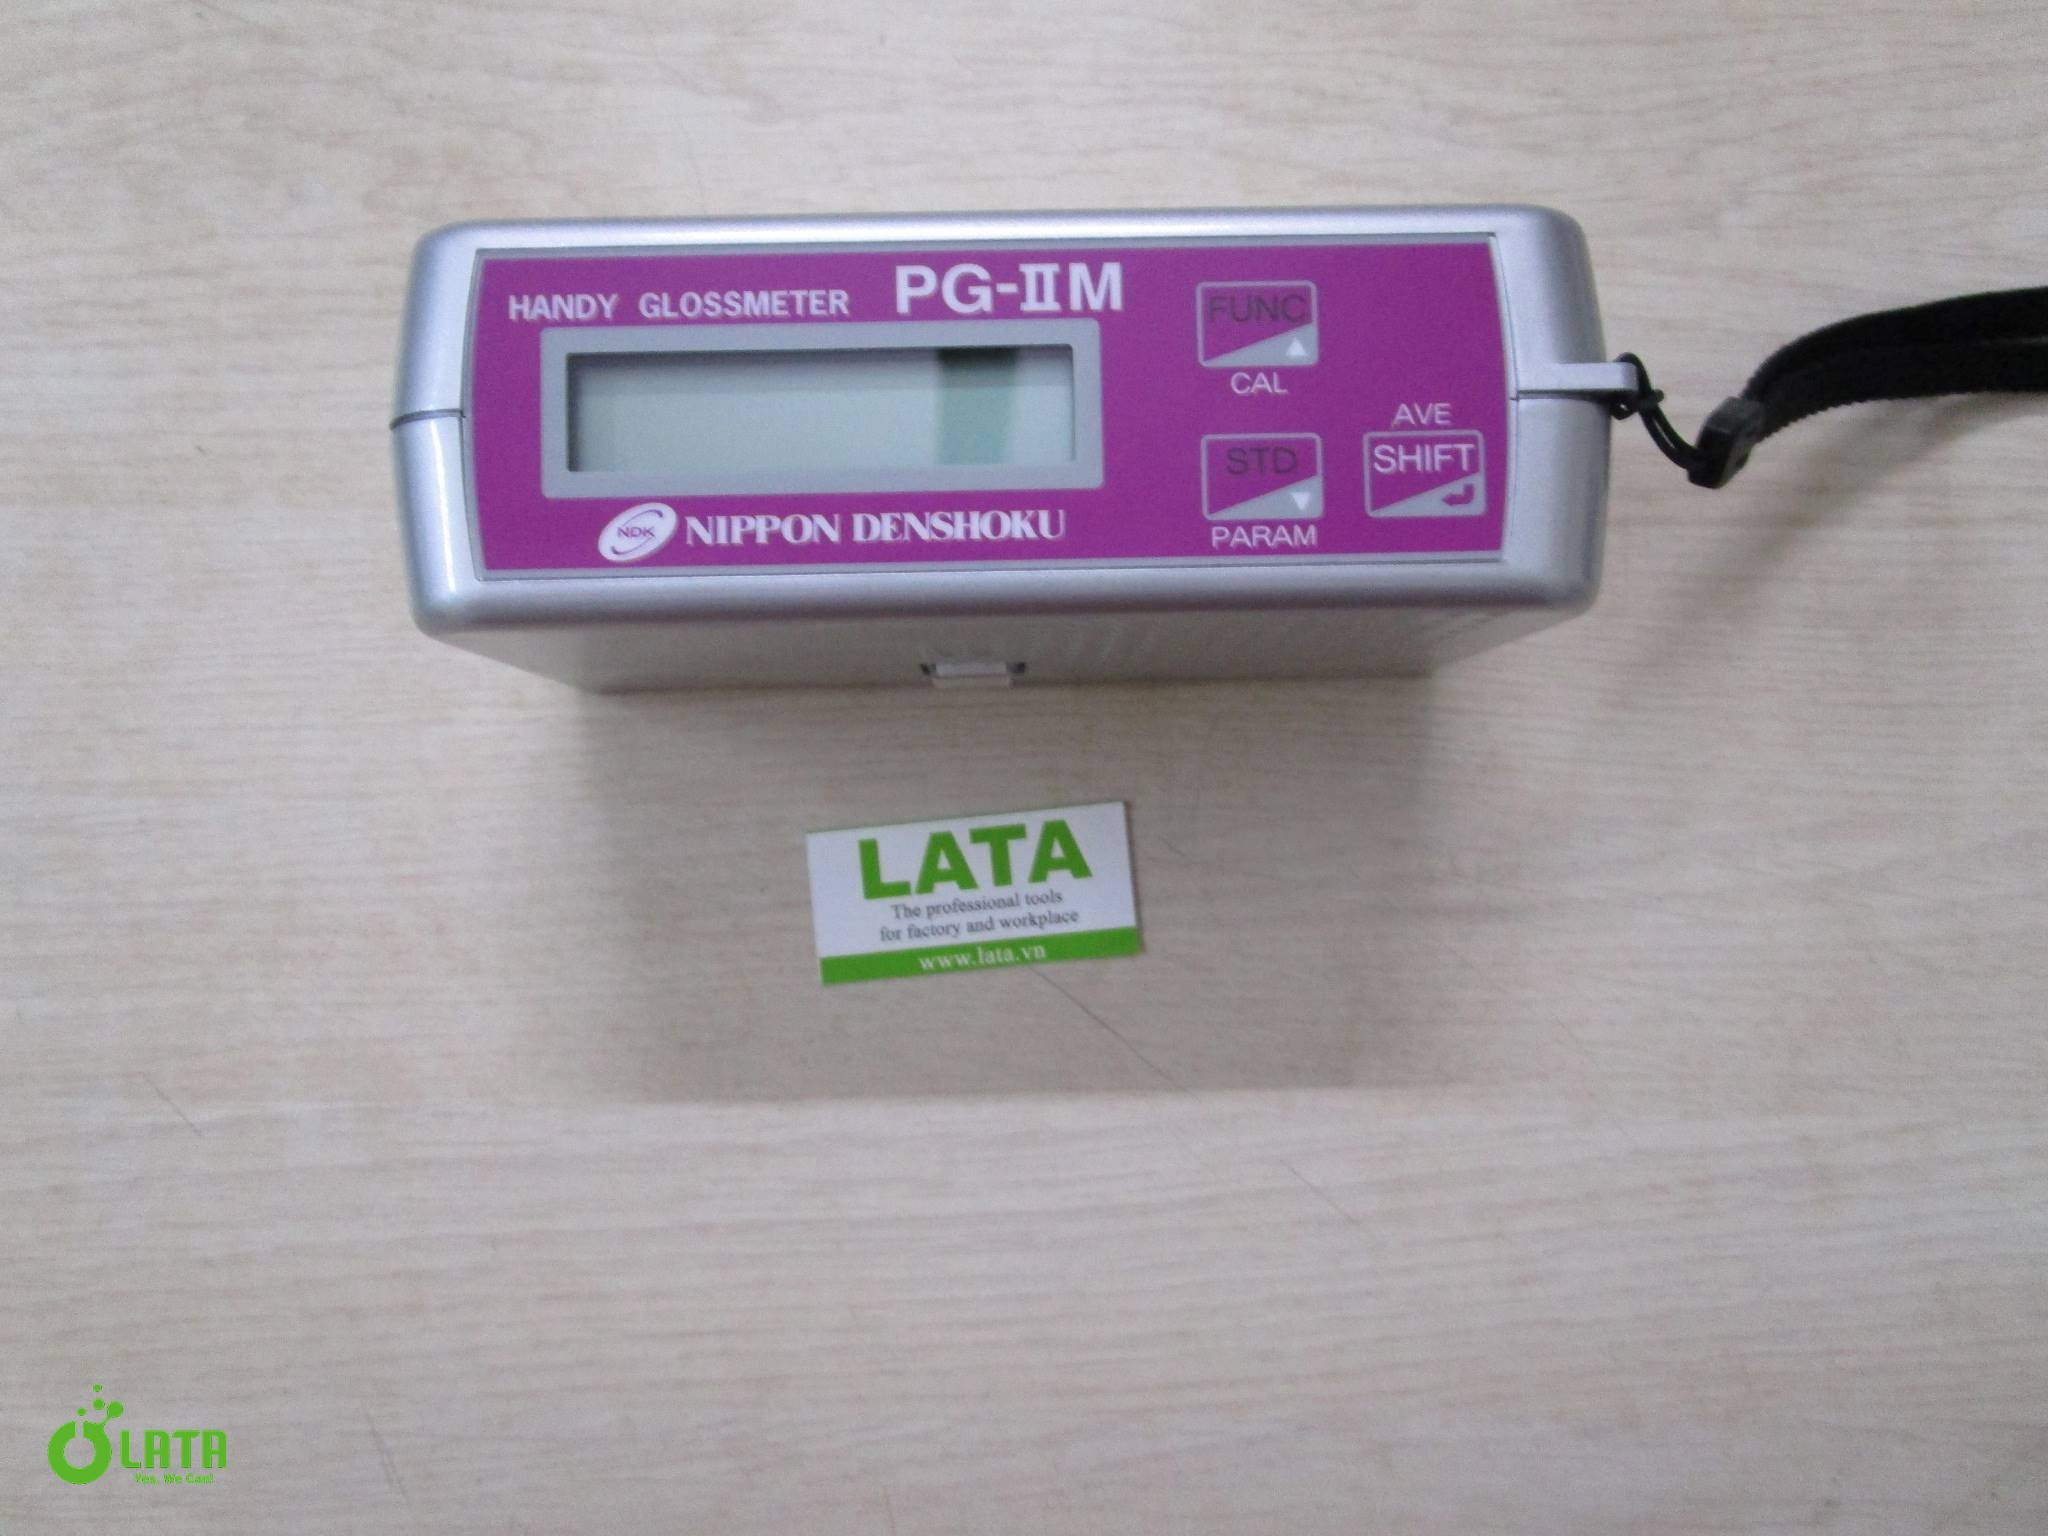 HANDY GLOSSMETER PG-ⅡM
FUNC
CAL
AVE
STD
SHIFT
PARAM
NDK NIPPON DENSHOKU
LATA
The professional tools
for factory and workplace
www.lata.vn
LATA
Yes, We Can!